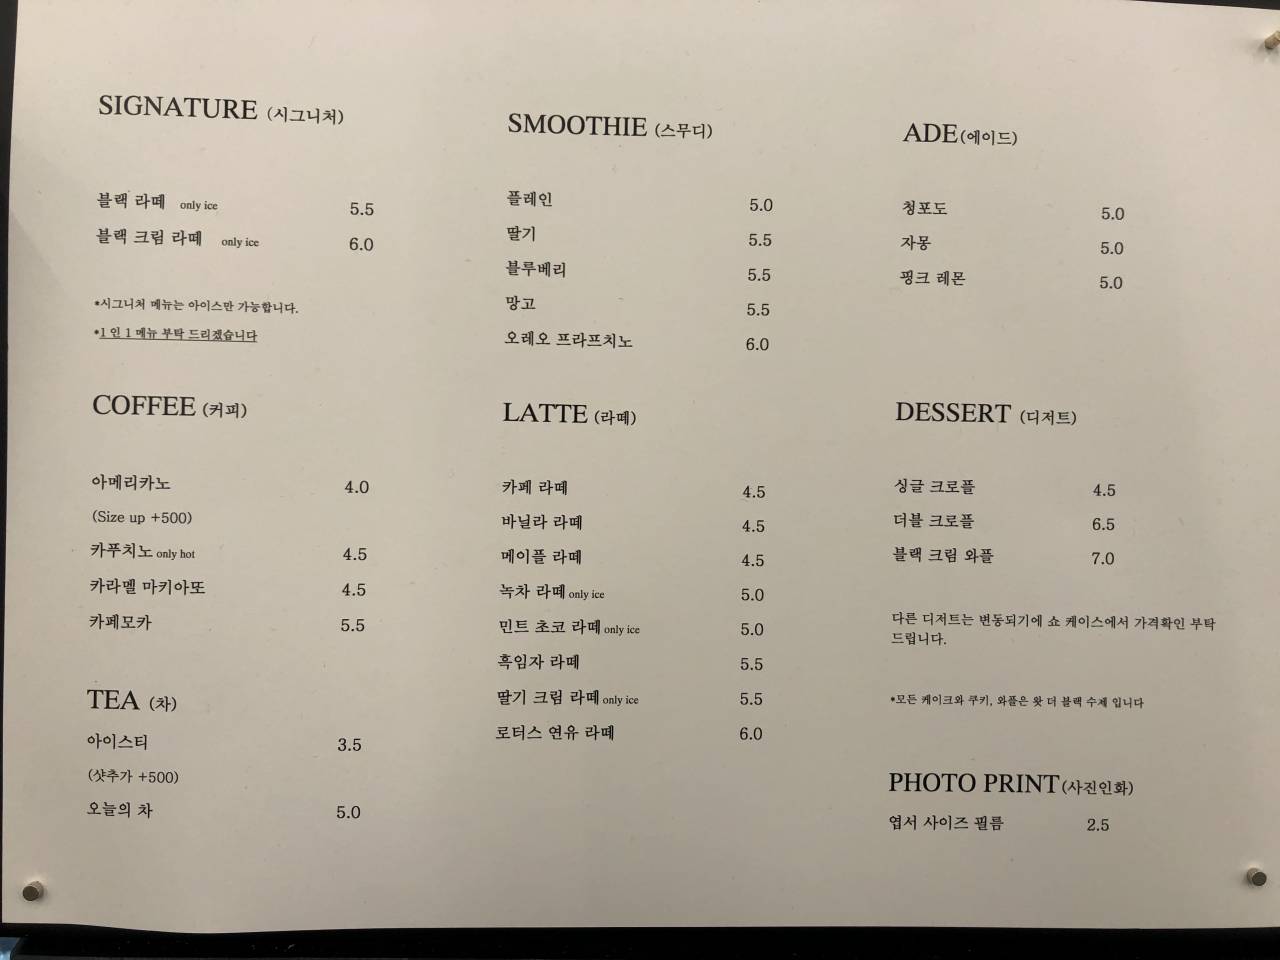 SIGNATURE (시그니처)
블랙 라떼 only ice 5.5
블랙 크림 라떼 only ice 6.0
*시그니처 메뉴는 아이스만 가능합니다.
*1 인 1 메뉴 부탁 드리겠습니다
COFFEE (커피)
아메리카노 4.0
(Size up +500)
카푸치노 only hot 4.5
카라멜 마키아또 4.5
카페모카 5.5
TEA (차)
아이스티 3.5
(샷추가 +500)
오늘의 차 5.0
SMOOTHIE (스무디)
플레인 5.0
딸기 5.5
블루베리 5.5
망고 5.5
오레오 프라프치노 6.0
LATTE (라떼)
카페 라떼 4.5
바닐라 라떼 4.5
메이플 라떼 4.5
녹차 라떼 only ice 5.0
민트 초코 라떼 only ice 5.0
흑임자 라떼 5.5
딸기 크림 라떼 only ice 5.5
로터스 연유 라떼 6.0
ADE (에이드)
청포도 5.0
자몽 5.0
핑크 레몬 5.0
DESSERT (디저트)
싱글 크로플 4.5
더블 크로플 6.5
블랙 크림 와플 7.0
다른 디저트는 변동되기에 쇼 케이스에서 가격확인 부탁
드립니다.
*모든 케이크와 쿠키, 와플은 왓 더 블랙 수제 입니다
PHOTO PRINT (사진인화)
엽서 사이즈 필름 2.5